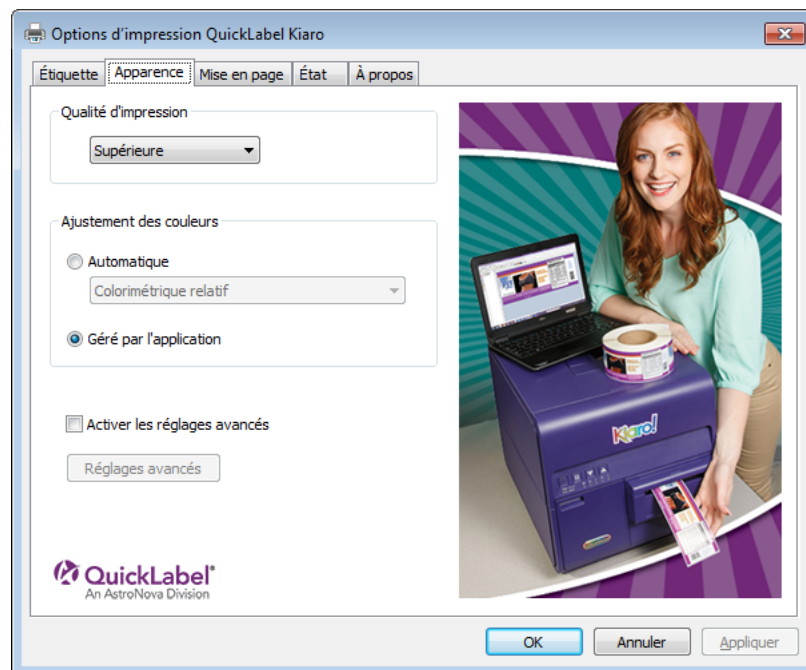 Options d'impression QuickLabel Kiaro
Étiquette
Apparence
Mise en page
État
À propos
Qualité d'impression
Supérieure
Ajustement des couleurs
Automatique
Colorimétrique relatif
Géré par l'application
Activer les réglages avancés
Réglages avancés
Kiaro!
QuickLabel®
An AstroNova Division
OK
Annuler
Appliquer